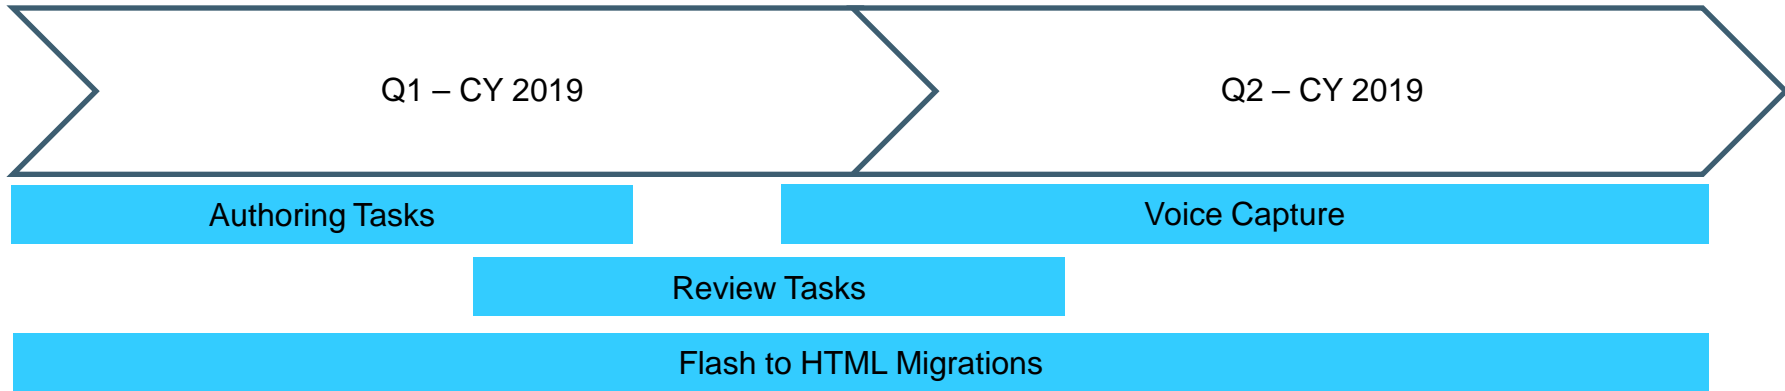 Q1 – CY 2019
Q2 – CY 2019
Authoring Tasks
Voice Capture
Review Tasks
Flash to HTML Migrations